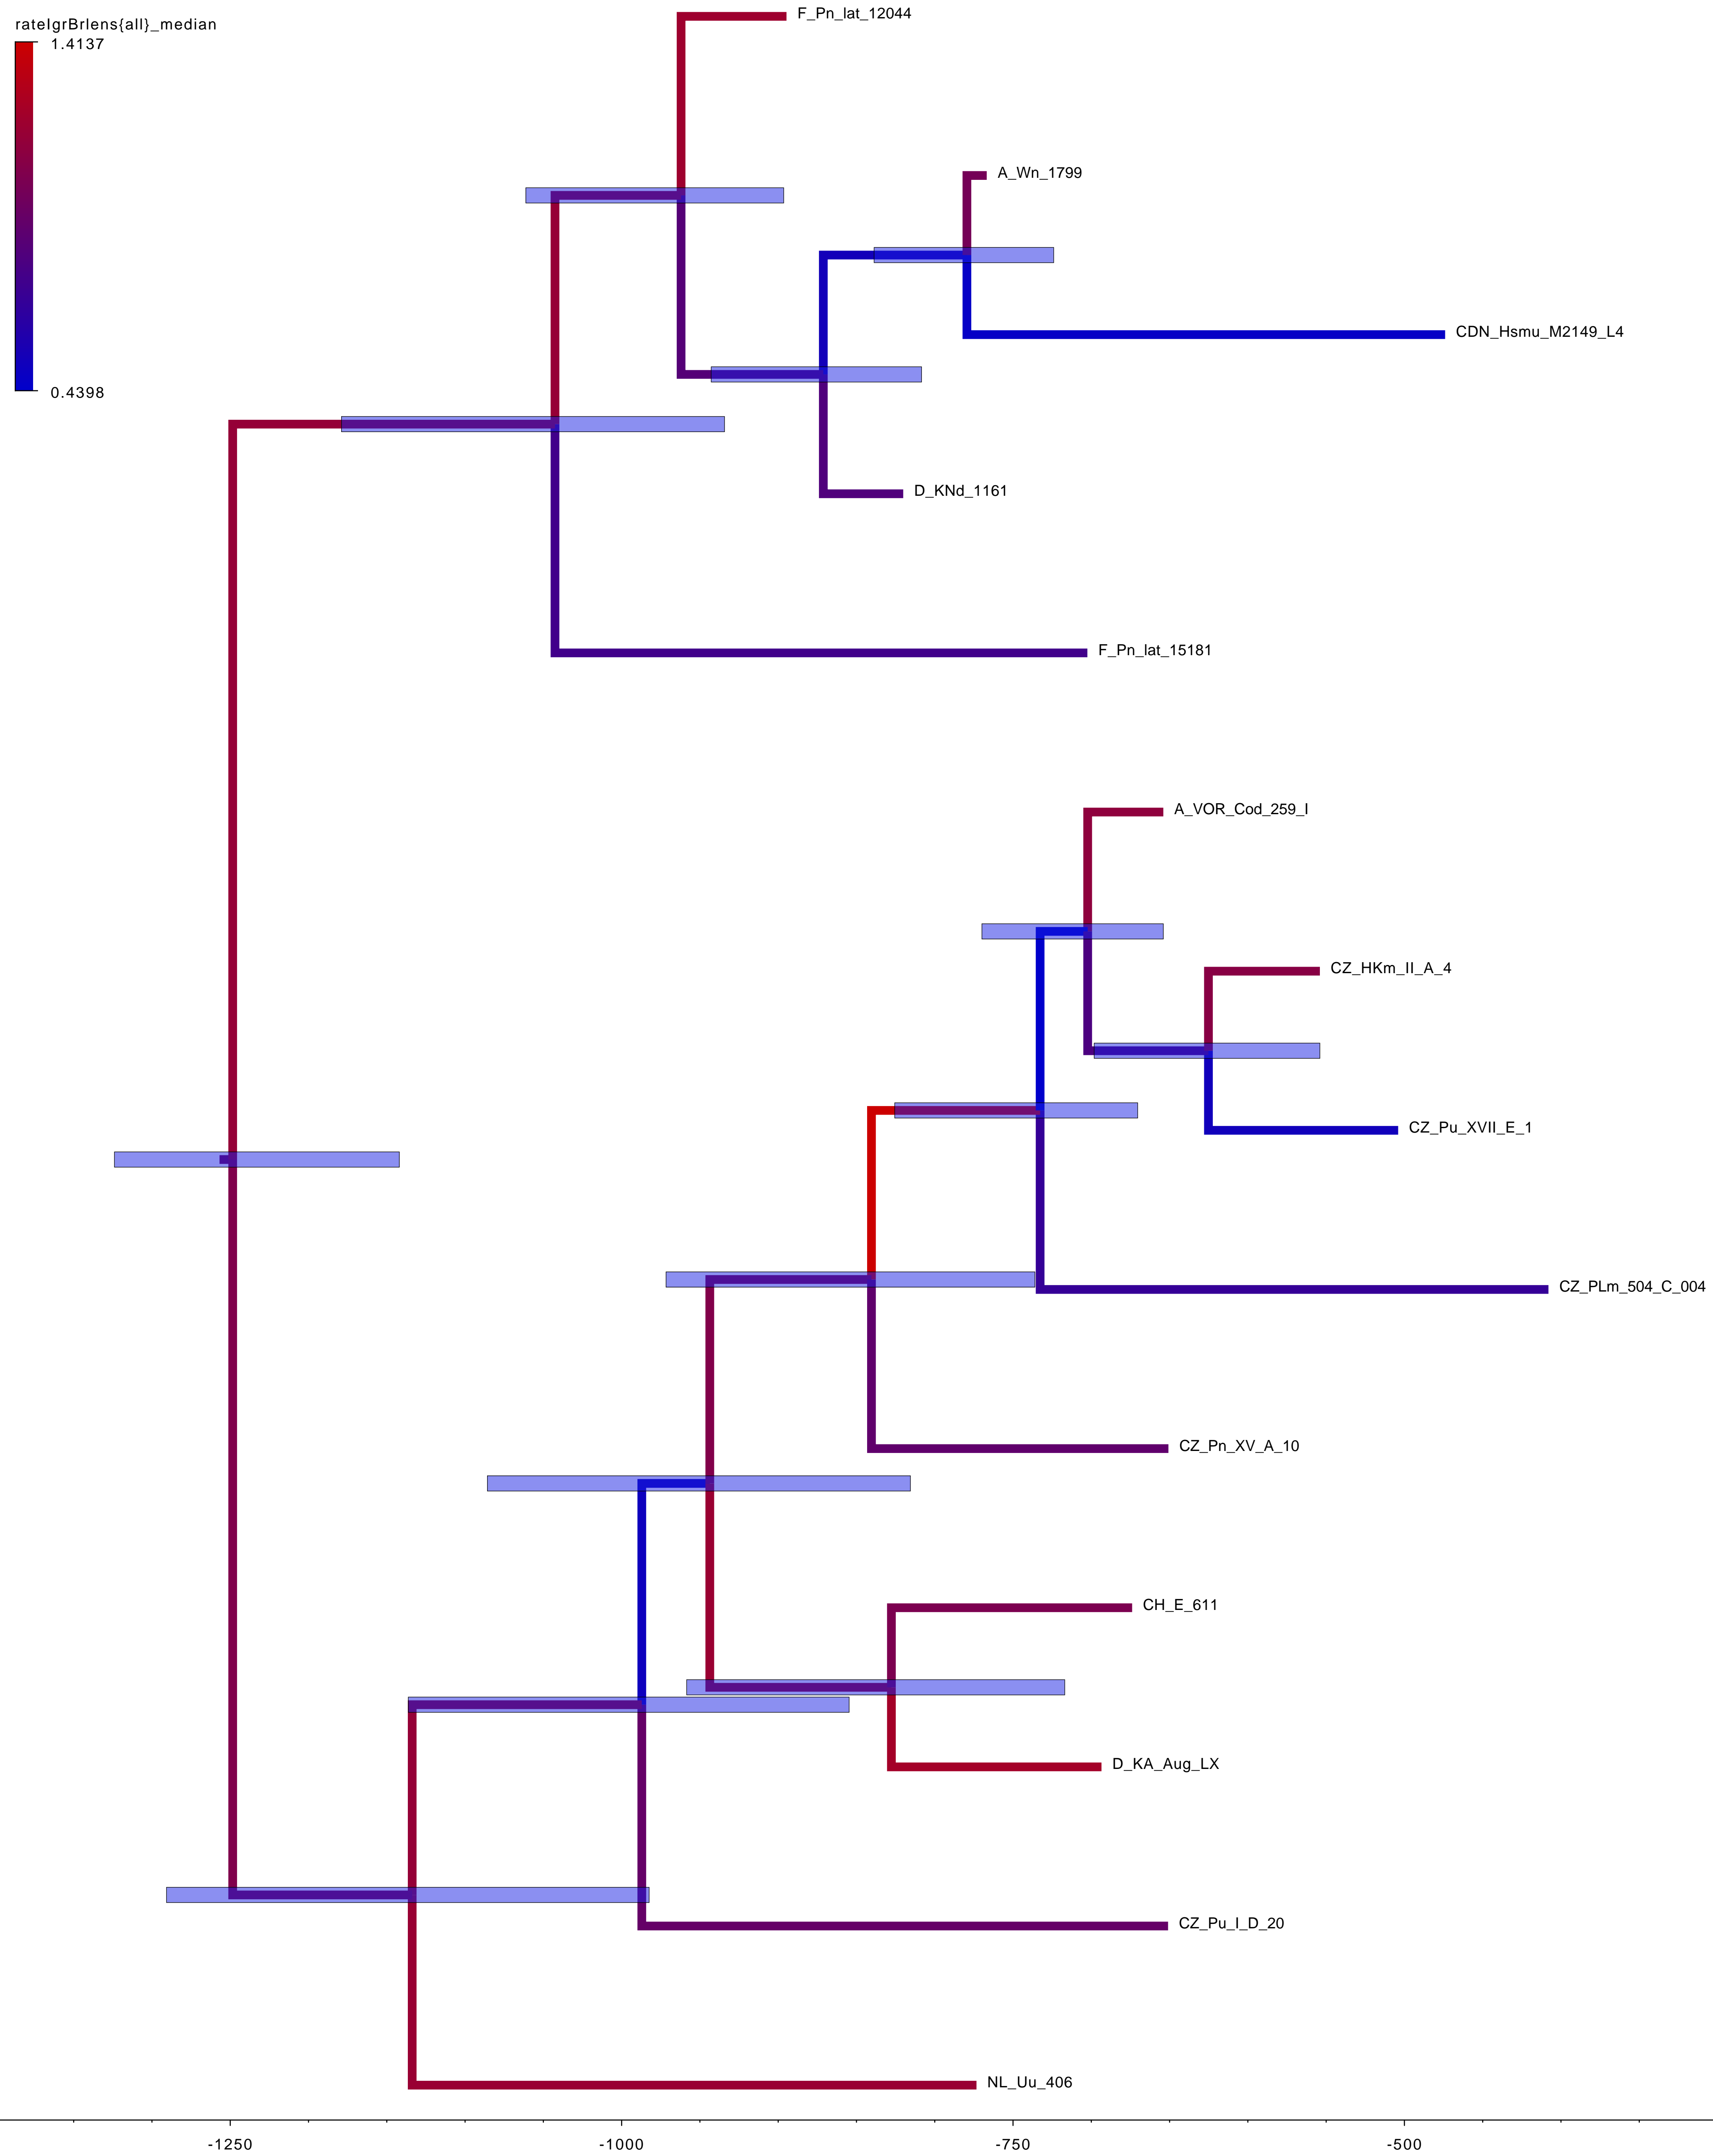 F_Pn_lat_12044
rateIgrBrlens{all}_median
1.4137
A_Wn_1799
CDN_Hsmu_M2149_L4
0.4398
D_KNd_1161
F_Pn_lat_15181
A_VOR_Cod_259_I
CZ_HKm_II_A_4
CZ_Pu_XVII_E_1
CZ_PLm_504_C_004
CZ_Pn_XV_A_10
CH_E_611
D_KA_Aug_LX
CZ_Pu_I_D_20
NL_Uu_406
-1250 -1000 -750 -500